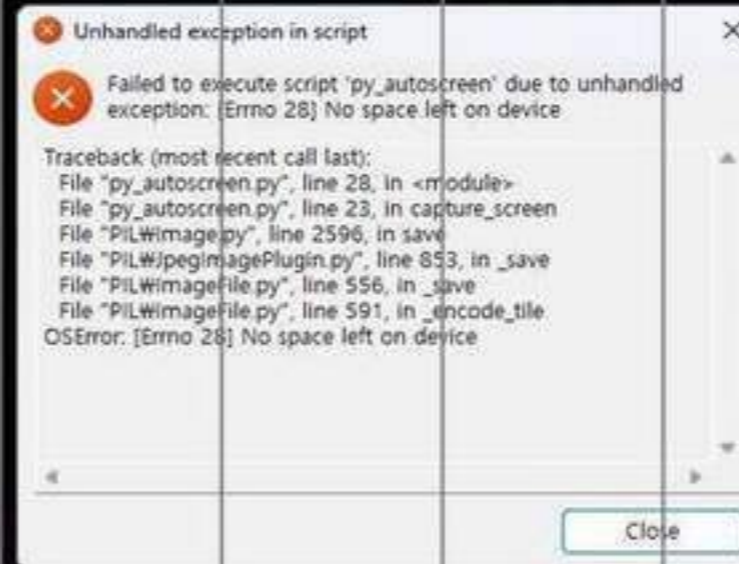 Unhandled exception in script
Failed to execute script 'py_autoscreen' due to unhandled
exception: [Errno 28] No space left on device
Traceback (most recent call last):
File "py_autoscreen.py", line 28, in <module>
File "py_autoscreen.py", line 23, in capture_screen
File "PIL₩Image.py", line 2596, in save
File "PIL₩JpegImagePlugin.py", line 853, in _save
File "PIL₩ImageFile.py", line 556, in _save
File "PIL₩ImageFile.py", line 591, in _encode_tile
OSError: [Errno 28] No space left on device
Close